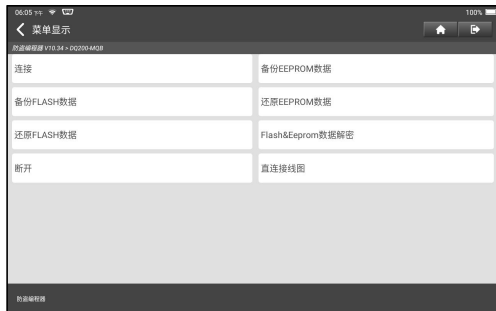 06:05 下午 100%
菜单显示
防盗编程器 V10.34 > DQ200-MQB
连接
备份EEPROM数据
备份FLASH数据
还原EEPROM数据
还原FLASH数据
Flash&Eeprom数据解密
断开
直连接线图
防盗编程器